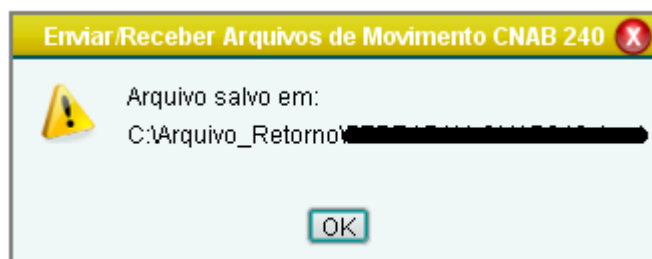 Enviar/Receber Arquivos de Movimento CNAB 240
X
Arquivo salvo em:
C:\Arquivo_Retorno\
OK